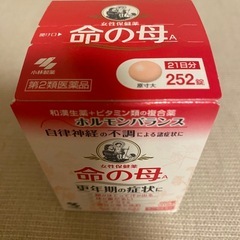 開け口
女性保健薬
命の母A
小林製薬
第2類医薬品
21日分
原寸大
252錠
和漢生薬+ビタミン類の複合薬
ホルモンバランス
自律神経の不調による諸症状に
女性保健薬
命の母A
更年期の症状に